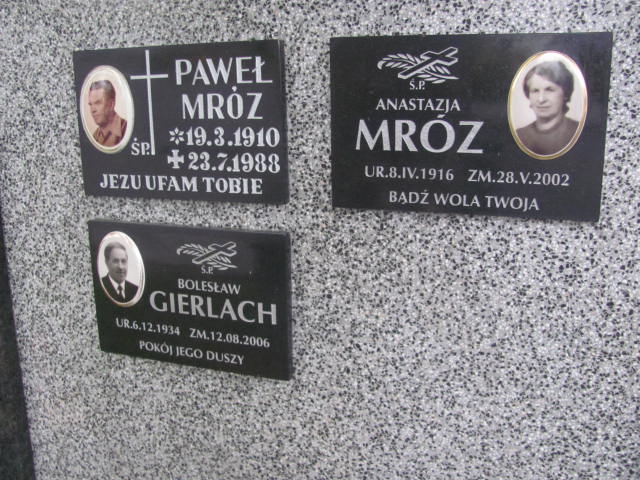 PAWEŁ
MRÓZ
Ś.P.
✲19.3.1910
✚23.7.1988
JEZU UFAM TOBIE
Ś.P.
ANASTAZJA
MRÓZ
UR.8.IV.1916 ZM.28.V.2002
BĄDŹ WOLA TWOJA
Ś.P.
BOLESŁAW
GIERLACH
UR.6.12.1934 ZM.12.08.2006
POKÓJ JEGO DUSZY